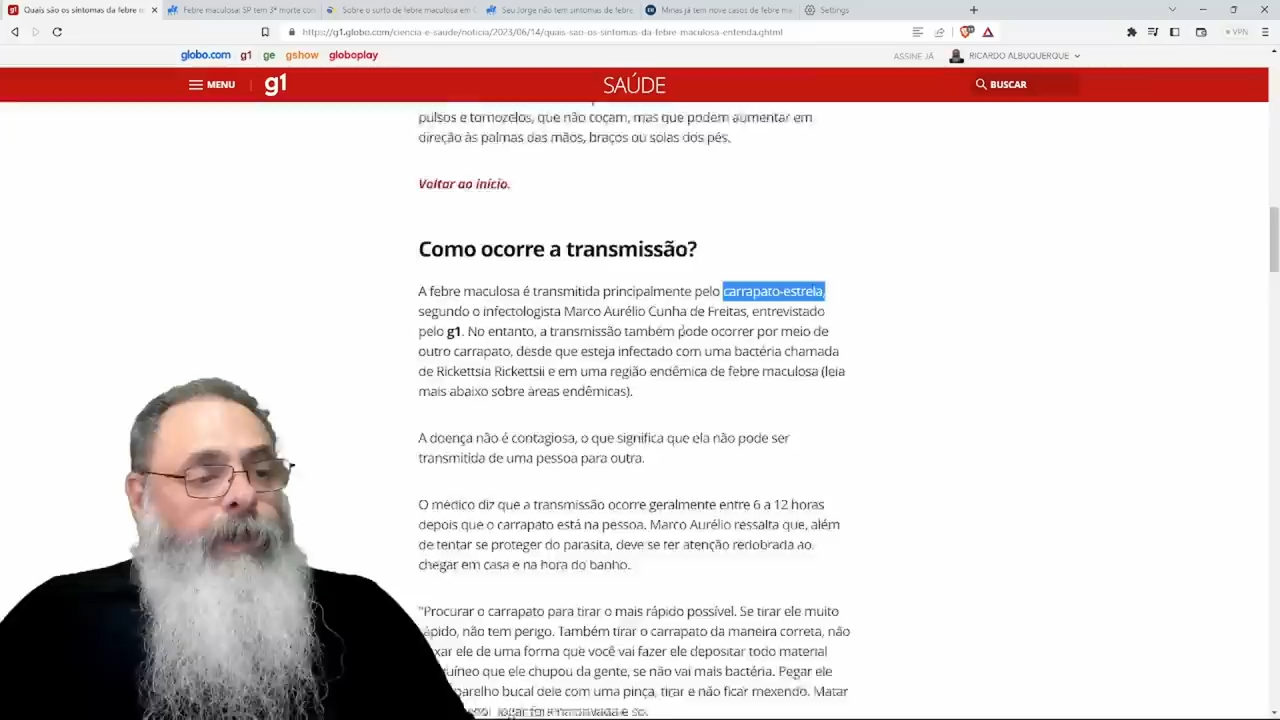 Quais são os sintomas da febre m
Febre maculosa: SP tem 3ª morte con
Sobre o surto de febre maculosa em C
Seu Jorge não tem sintomas de febre
Minas já tem nove casos de febre ma
Settings
https://g1.globo.com/ciencia-e-saude/noticia/2023/06/14/quais-sao-os-sintomas-da-febre-maculosa-entenda.ghtml
VPN
globo.com g1 ge gshow globoplay
ASSINE JÁ
RICARDO ALBUQUERQUE
MENU
g1
SAÚDE
BUSCAR
pulsos e tornozelos, que não coçam, mas que podem aumentar em
direção às palmas das mãos, braços ou solas dos pés.
Voltar ao início.
Como ocorre a transmissão?
A febre maculosa é transmitida principalmente pelo carrapato-estrela,
segundo o infectologista Marco Aurélio Cunha de Freitas, entrevistado
pelo g1. No entanto, a transmissão também pode ocorrer por meio de
outro carrapato, desde que esteja infectado com uma bactéria chamada
de Rickettsia Rickettsii e em uma região endêmica de febre maculosa (leia
mais abaixo sobre áreas endêmicas).
A doença não é contagiosa, o que significa que ela não pode ser
transmitida de uma pessoa para outra.
O médico diz que a transmissão ocorre geralmente entre 6 a 12 horas
depois que o carrapato está na pessoa. Marco Aurélio ressalta que, além
de tentar se proteger do parasita, deve se ter atenção redobrada ao
chegar em casa e na hora do banho.
"Procurar o carrapato para tirar o mais rápido possível. Se tirar ele muito
rápido, não tem perigo. Também tirar o carrapato da maneira correta, não
xar ele de uma forma que você vai fazer ele depositar todo material
uíneo que ele chupou da gente, se não vai mais bactéria. Pegar ele
parelho bucal dele com uma pinça, tirar e não ficar mexendo. Matar